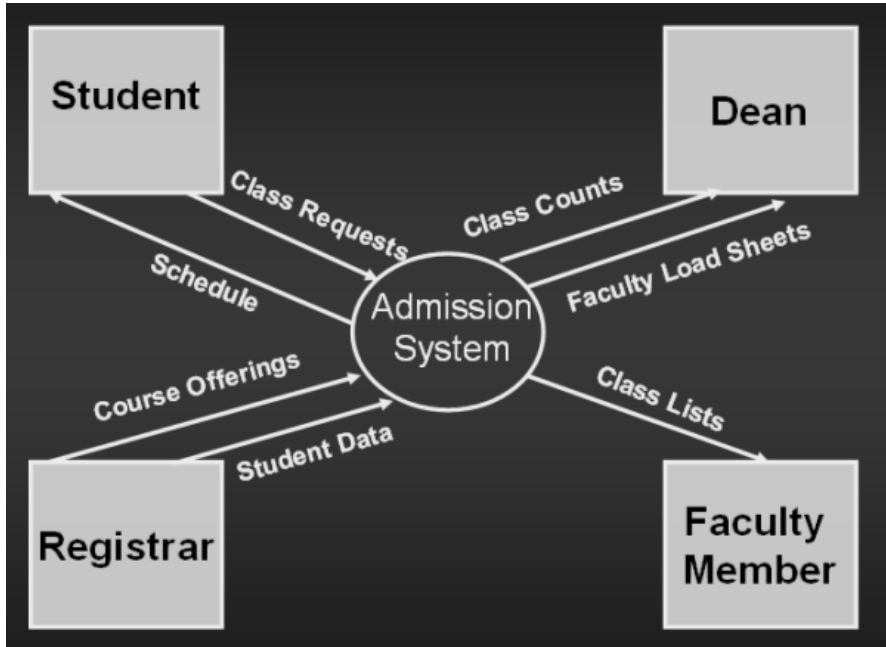 Student
Dean
Class Requests
Class Counts
Schedule
Faculty Load Sheets
Admission
System
Course Offerings
Class Lists
Student Data
Registrar
Faculty
Member